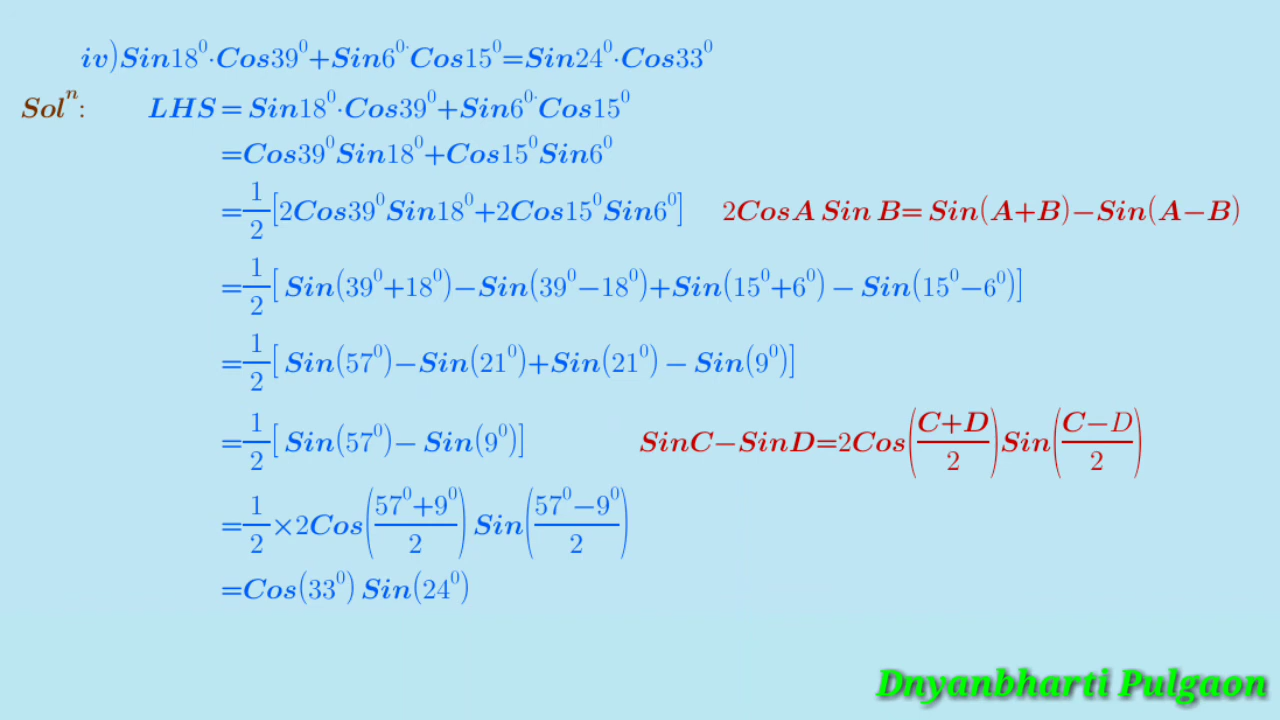 iv)Sin18⁰·Cos39⁰+Sin6⁰·Cos15⁰=Sin24⁰·Cos33⁰
Solⁿ: LHS = Sin18⁰·Cos39⁰+Sin6⁰·Cos15⁰
=Cos39⁰Sin18⁰+Cos15⁰Sin6⁰
=1/2[2Cos39⁰Sin18⁰+2Cos15⁰Sin6⁰] 2CosA Sin B= Sin(A+B)−Sin(A−B)
=1/2[ Sin(39⁰+18⁰)−Sin(39⁰−18⁰)+Sin(15⁰+6⁰) − Sin(15⁰−6⁰)]
=1/2[ Sin(57⁰)−Sin(21⁰)+Sin(21⁰) − Sin(9⁰)]
=1/2[ Sin(57⁰)− Sin(9⁰)] SinC−SinD=2Cos((C+D)/2)Sin((C−D)/2)
=1/2×2Cos((57⁰+9⁰)/2) Sin((57⁰−9⁰)/2)
=Cos(33⁰) Sin(24⁰)
Dnyanbharti Pulgaon